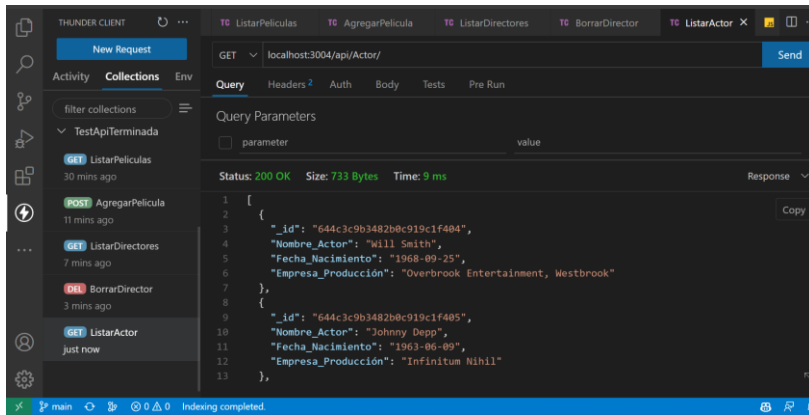 THUNDER CLIENT
New Request
Activity Collections Env
filter collections
TestApiTerminada
GET ListarPeliculas
30 mins ago
POST AgregarPelicula
11 mins ago
GET ListarDirectores
7 mins ago
DEL BorrarDirector
3 mins ago
GET ListarActor
just now
TC ListarPeliculas TC AgregarPelicula TC ListarDirectores TC BorrarDirector TC ListarActor
GET localhost:3004/api/Actor/ Send
Query Headers 2 Auth Body Tests Pre Run
Query Parameters
parameter value
Status: 200 OK Size: 733 Bytes Time: 9 ms Response
Copy
1 [
2 {
3 "_id": "644c3c9b3482b0c919c1f404",
4 "Nombre_Actor": "Will Smith",
5 "Fecha_Nacimiento": "1968-09-25",
6 "Empresa_Producción": "Overbrook Entertainment, Westbrook"
7 },
8 {
9 "_id": "644c3c9b3482b0c919c1f405",
10 "Nombre_Actor": "Johnny Depp",
11 "Fecha_Nacimiento": "1963-06-09",
12 "Empresa_Producción": "Infinitum Nihil"
13 },
main 0 0 Indexing completed.